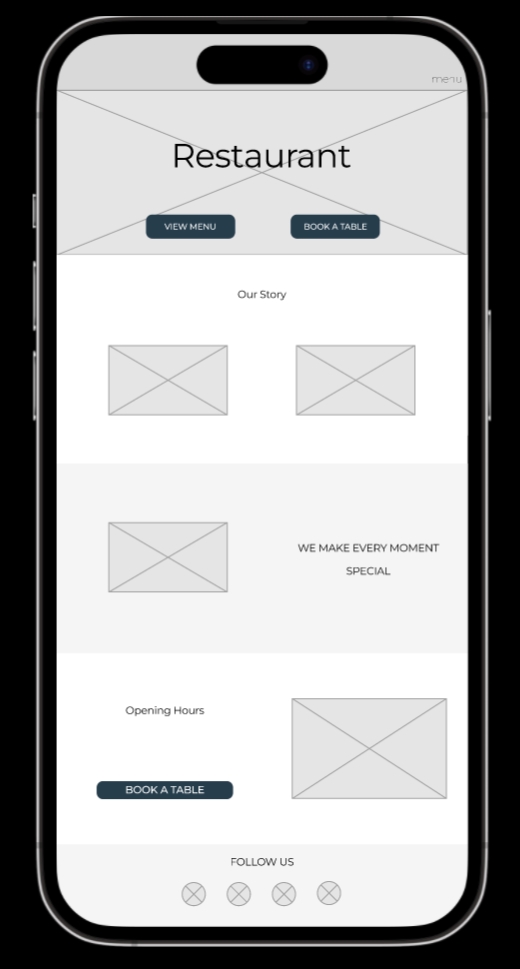 menu
Restaurant
VIEW MENU
BOOK A TABLE
Our Story
WE MAKE EVERY MOMENT
SPECIAL
Opening Hours
BOOK A TABLE
FOLLOW US